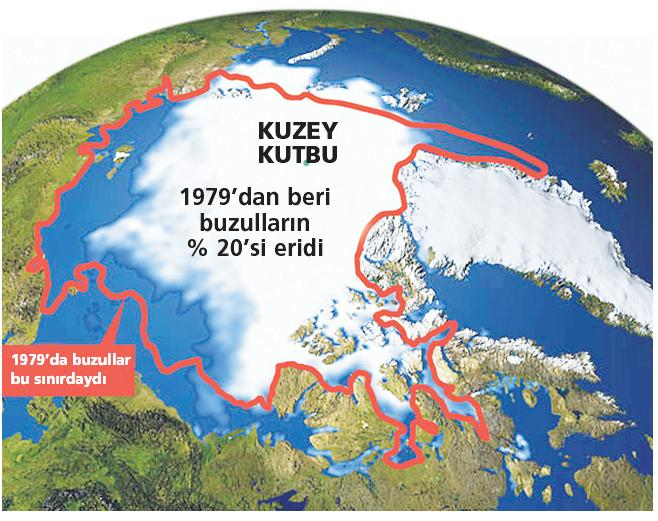 KUZEY
KUTBU
1979’dan beri
buzulların
% 20’si eridi
1979’da buzullar
bu sınırdaydı